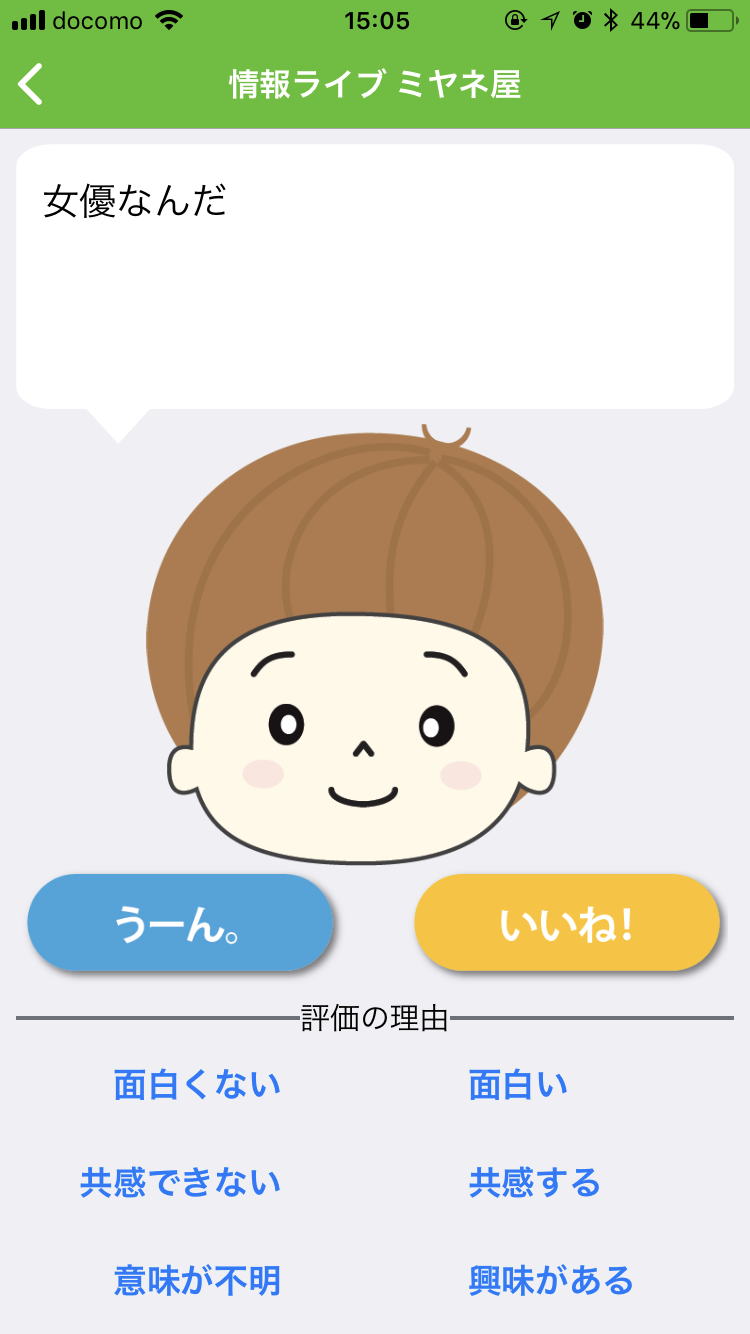 docomo 15:05 44%
情報ライブ ミヤネ屋
女優なんだ
うーん。 いいね!
評価の理由
面白くない 面白い
共感できない 共感する
意味が不明 興味がある